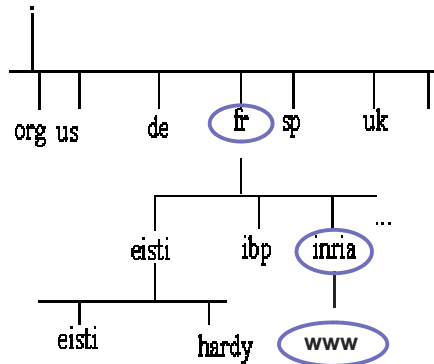 .
org us de fr sp uk
...
eisti ibp inria
eisti hardy www